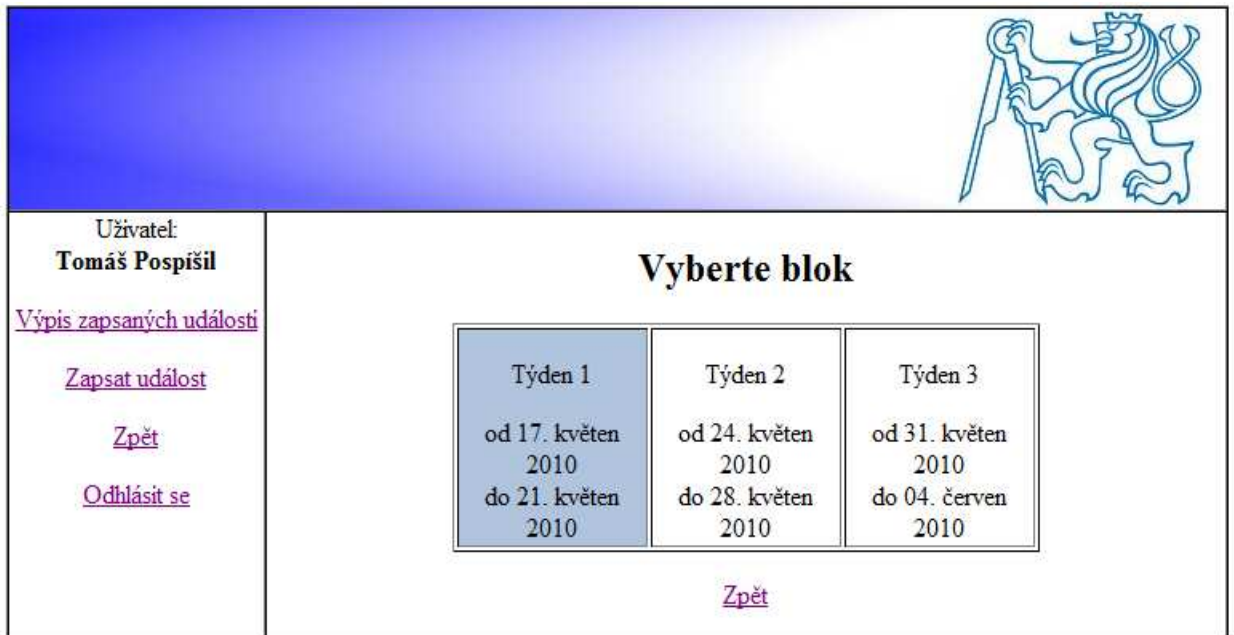 Uživatel:
Tomáš Pospíšil
Výpis zapsaných události
Zapsat událost
Zpět
Odhlásit se
Vyberte blok
Týden 1
od 17. květen
2010
do 21. květen
2010
Týden 2
od 24. květen
2010
do 28. květen
2010
Týden 3
od 31. květen
2010
do 04. červen
2010
Zpět